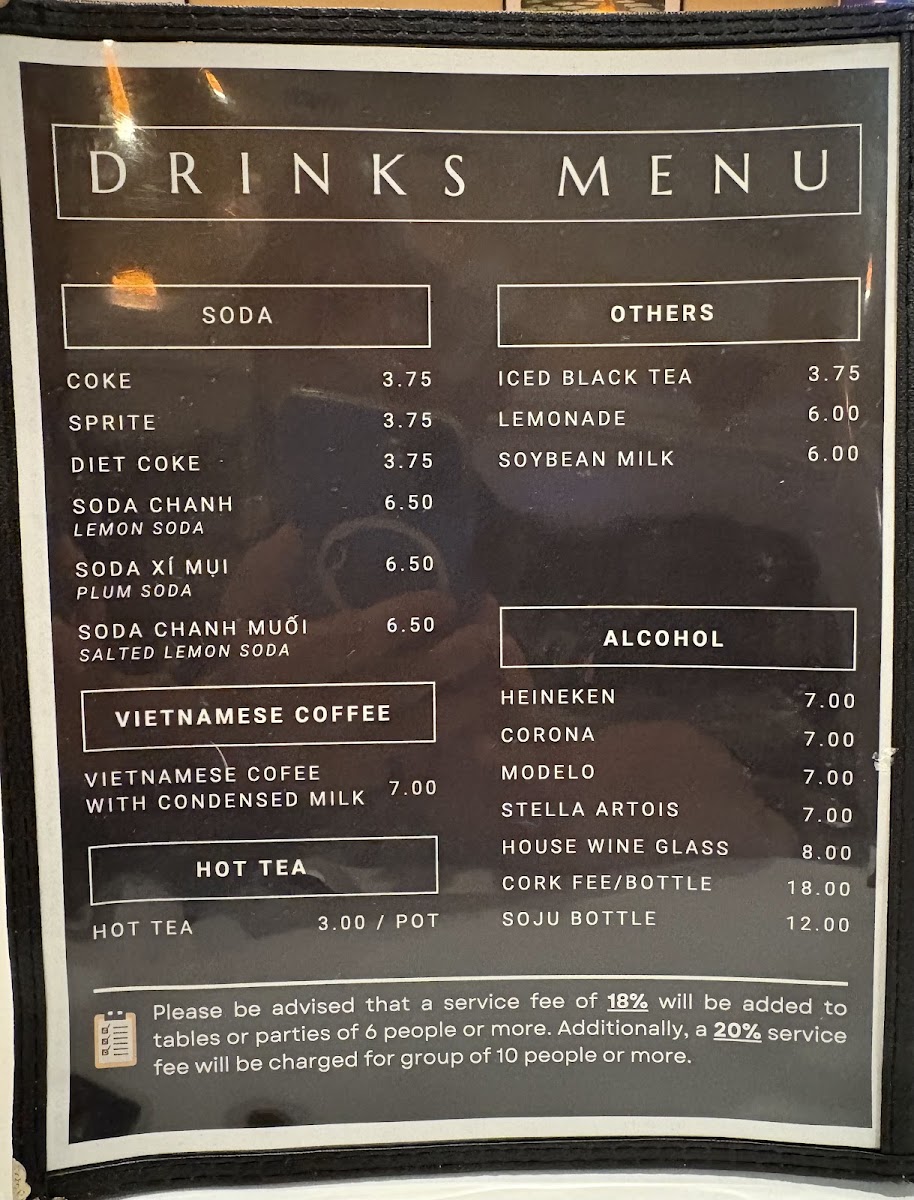 DRINKS MENU
SODA
COKE 3.75
SPRITE 3.75
DIET COKE 3.75
SODA CHANH 6.50
LEMON SODA
SODA XÍ MỤI 6.50
PLUM SODA
SODA CHANH MUỐI 6.50
SALTED LEMON SODA
VIETNAMESE COFFEE
VIETNAMESE COFEE
WITH CONDENSED MILK 7.00
HOT TEA
HOT TEA 3.00 / POT
OTHERS
ICED BLACK TEA 3.75
LEMONADE 6.00
SOYBEAN MILK 6.00
ALCOHOL
HEINEKEN 7.00
CORONA 7.00
MODELO 7.00
STELLA ARTOIS 7.00
HOUSE WINE GLASS 8.00
CORK FEE/BOTTLE 18.00
SOJU BOTTLE 12.00
Please be advised that a service fee of 18% will be added to
tables or parties of 6 people or more. Additionally, a 20% service
fee will be charged for group of 10 people or more.